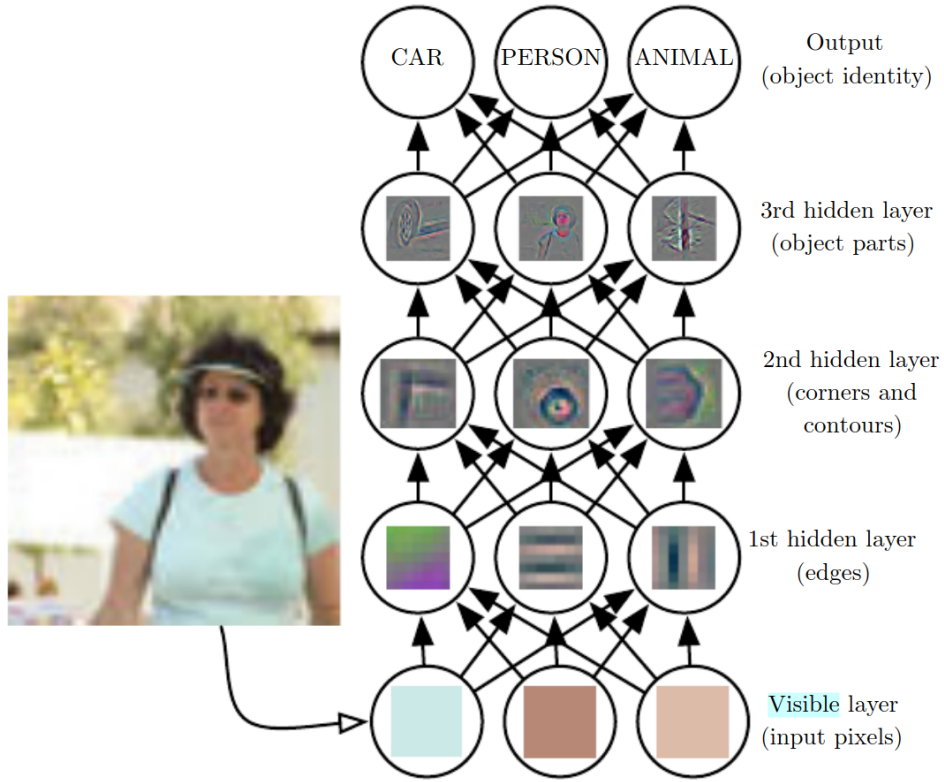 CAR PERSON ANIMAL
Output
(object identity)
3rd hidden layer
(object parts)
2nd hidden layer
(corners and
contours)
1st hidden layer
(edges)
Visible layer
(input pixels)